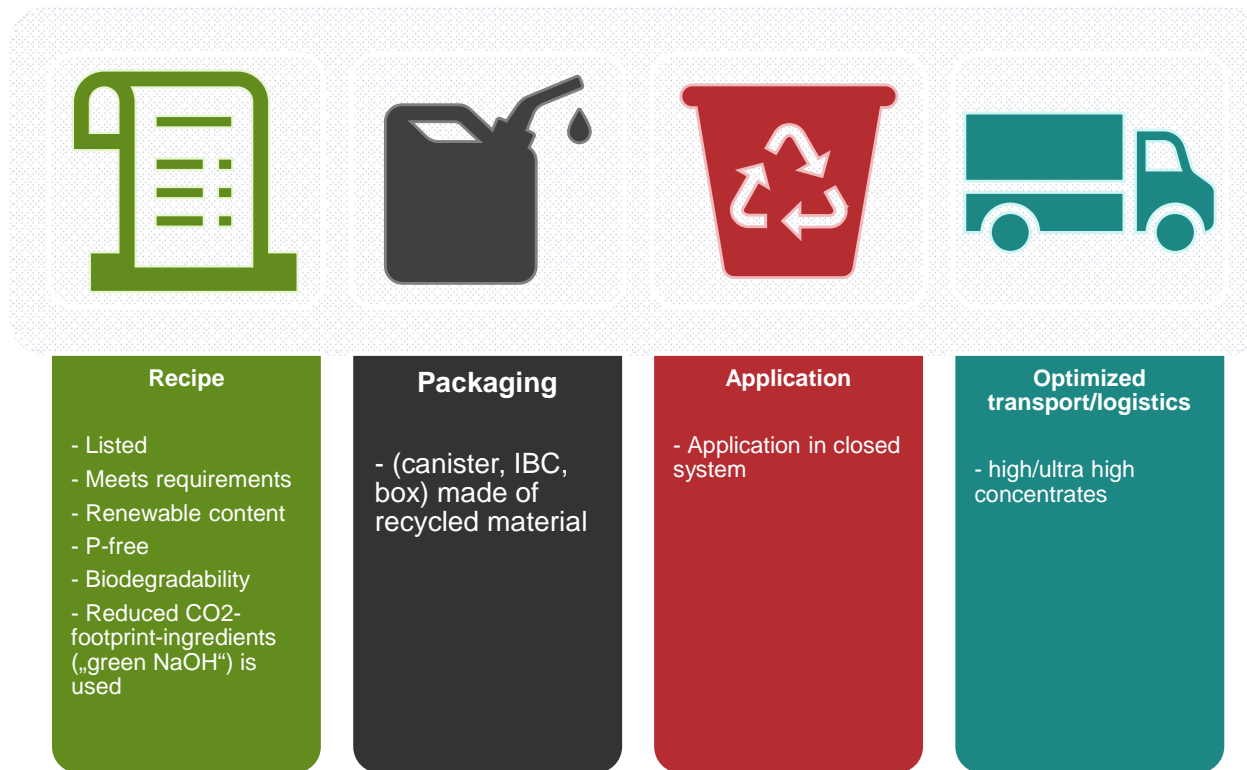 Recipe
- Listed
- Meets requirements
- Renewable content
- P-free
- Biodegradability
- Reduced CO2-
footprint-ingredients
(„green NaOH“) is
used
Packaging
- (canister, IBC,
box) made of
recycled material
Application
- Application in closed
system
Optimized
transport/logistics
- high/ultra high
concentrates